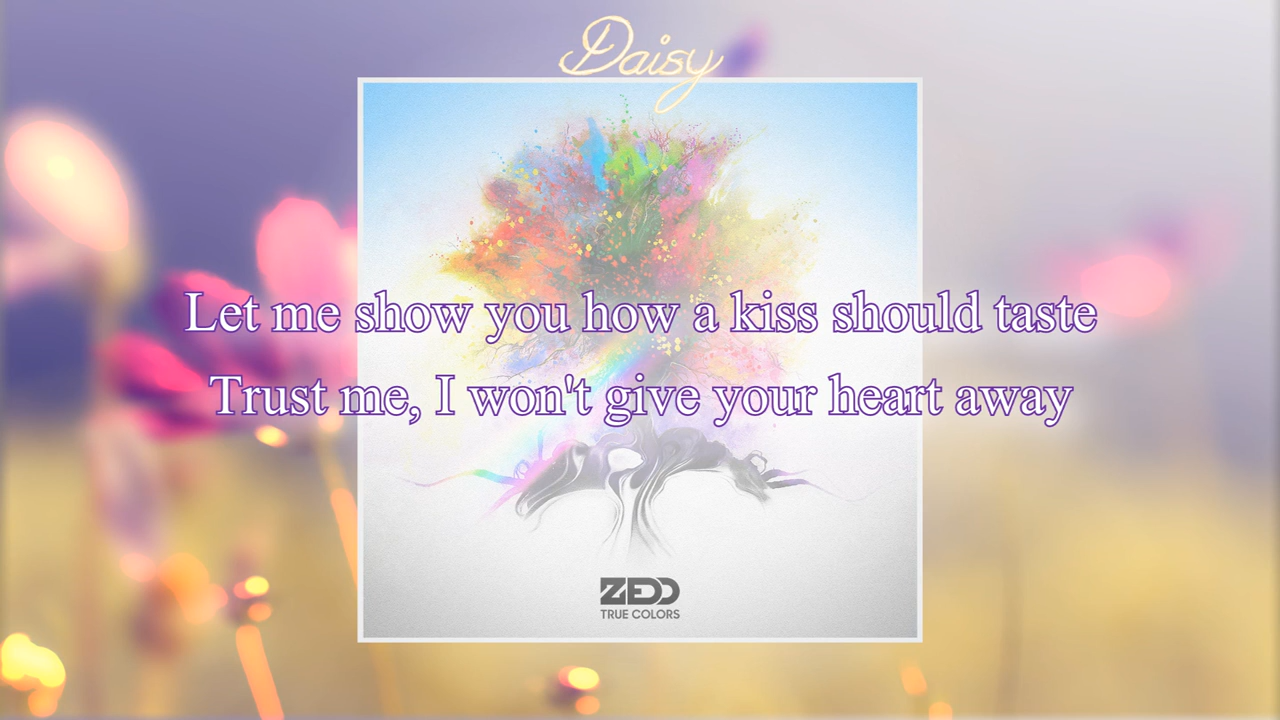 Daisy
Let me show you how a kiss should taste
Trust me, I won't give your heart away
ZEDD
TRUE COLORS